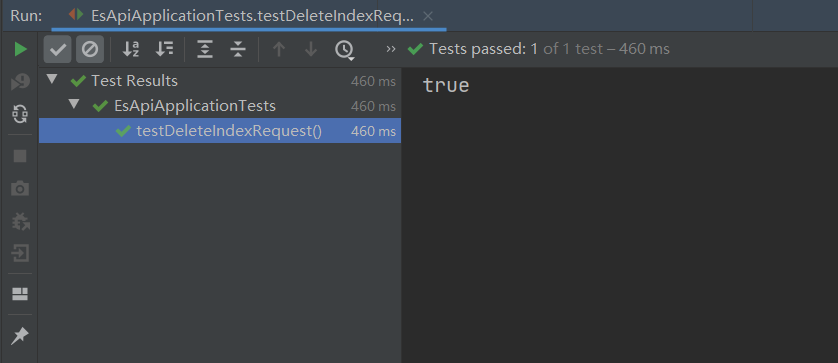 Run: EsApiApplicationTests.testDeleteIndexReq...
Tests passed: 1 of 1 test – 460 ms
Test Results 460 ms
EsApiApplicationTests 460 ms
testDeleteIndexRequest() 460 ms
true